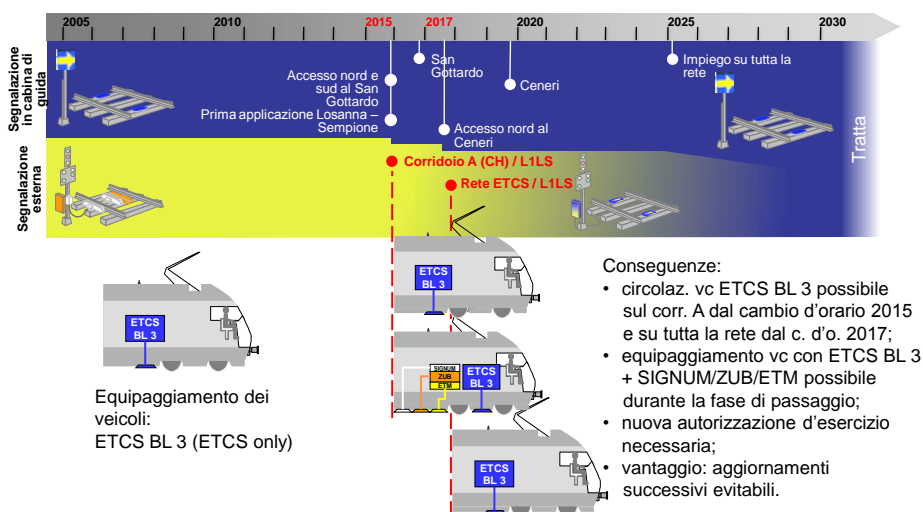 2005
2010
2015
2017
2020
2025
2030
Segnalazione
in cabina di
guida
Accesso nord e
sud al San
Gottardo
Prima applicazione Losanna –
Sempione
San
Gottardo
Accesso nord al
Ceneri
Ceneri
Impiego su tutta la
rete
Tratta
Segnalazione
esterna
Corridoio A (CH) / L1LS
Rete ETCS / L1LS
ETCS
BL 3
Equipaggiamento dei
veicoli:
ETCS BL 3 (ETCS only)
ETCS
BL 3
SIGNUM
ZUB
ETM
ETCS
BL 3
ETCS
BL 3
Conseguenze:
• circolaz. vc ETCS BL 3 possibile
sul corr. A dal cambio d'orario 2015
e su tutta la rete dal c. d'o. 2017;
• equipaggiamento vc con ETCS BL 3
+ SIGNUM/ZUB/ETM possibile
durante la fase di passaggio;
• nuova autorizzazione d'esercizio
necessaria;
• vantaggio: aggiornamenti
successivi evitabili.